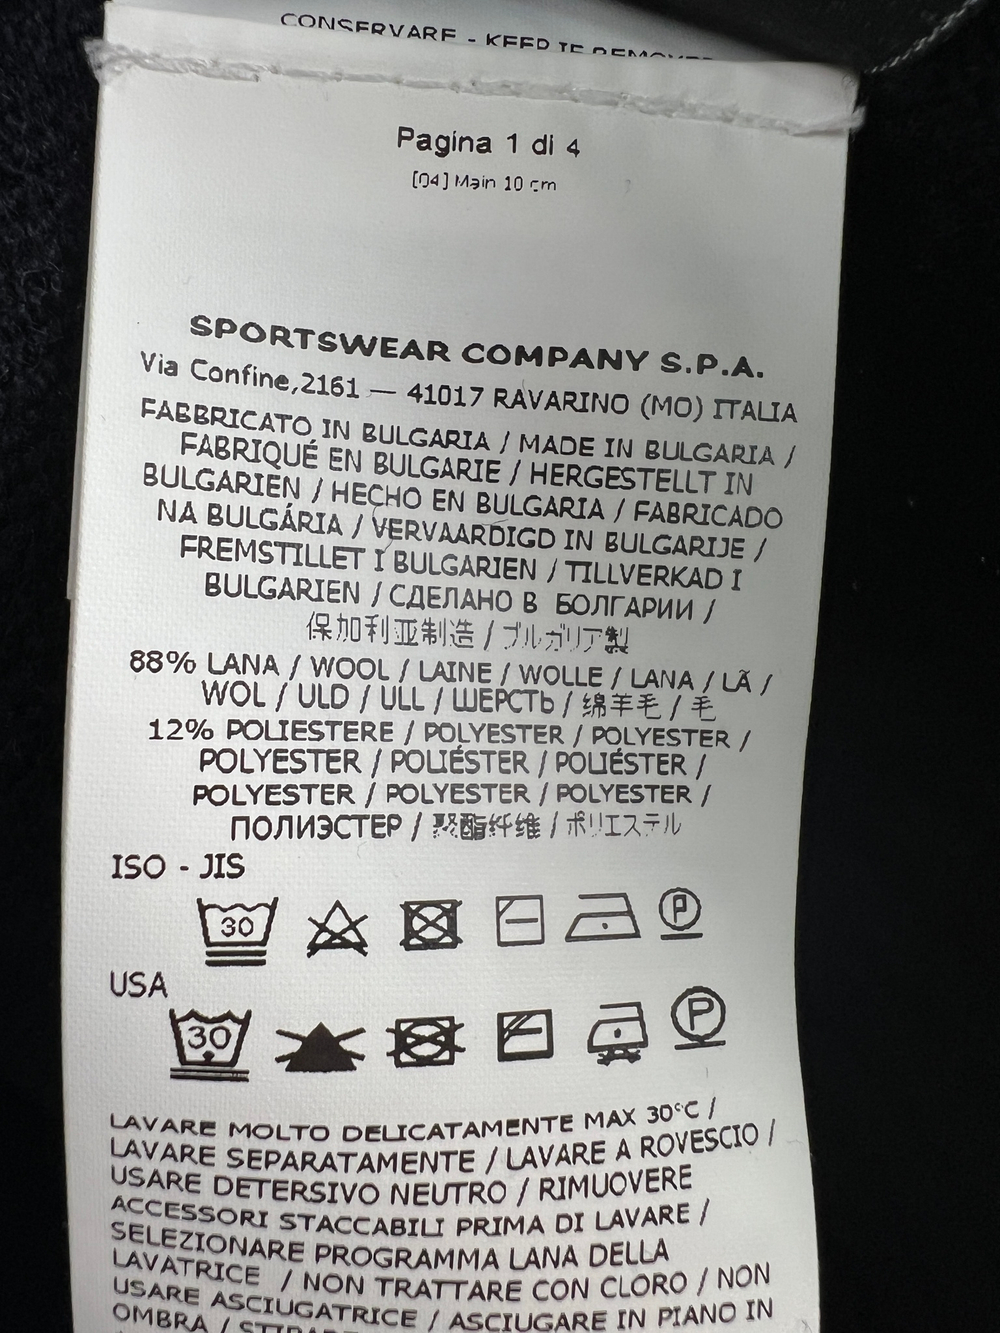 CONSERVARE - KEEP
Pagina 1 di 4
[04] Main 10 cm
SPORTSWEAR COMPANY S.P.A.
Via Confine,2161 — 41017 RAVARINO (MO) ITALIA
FABBRICATO IN BULGARIA / MADE IN BULGARIA /
FABRIQUÉ EN BULGARIE / HERGESTELLT IN
BULGARIEN / HECHO EN BULGARIA / FABRICADO
NA BULGÁRIA / VERVAARDIGD IN BULGARIJE /
FREMSTILLET I BULGARIEN / TILLVERKAD I
BULGARIEN / СДЕЛАНО В БОЛГАРИИ /
保加利亚制造 / ブルガリア製
88% LANA / WOOL / LAINE / WOLLE / LANA / LÃ /
WOL / ULD / ULL / ШЕРСТЬ / 绵羊毛 / 毛
12% POLIESTERE / POLYESTER / POLYESTER /
POLYESTER / POLIÉSTER / POLIÉSTER /
POLYESTER / POLYESTER / POLYESTER /
ПОЛИЭСТЕР / 聚酯纤维 / ポリエステル
ISO - JIS
30 P
USA
30 P
LAVARE MOLTO DELICATAMENTE MAX 30°C /
LAVARE SEPARATAMENTE / LAVARE A ROVESCIO /
USARE DETERSIVO NEUTRO / RIMUOVERE
ACCESSORI STACCABILI PRIMA DI LAVARE /
SELEZIONARE PROGRAMMA LANA DELLA
LAVATRICE / NON TRATTARE CON CLORO / NON
USARE ASCIUGATRICE / ASCIUGARE IN PIANO IN
OMBRA /